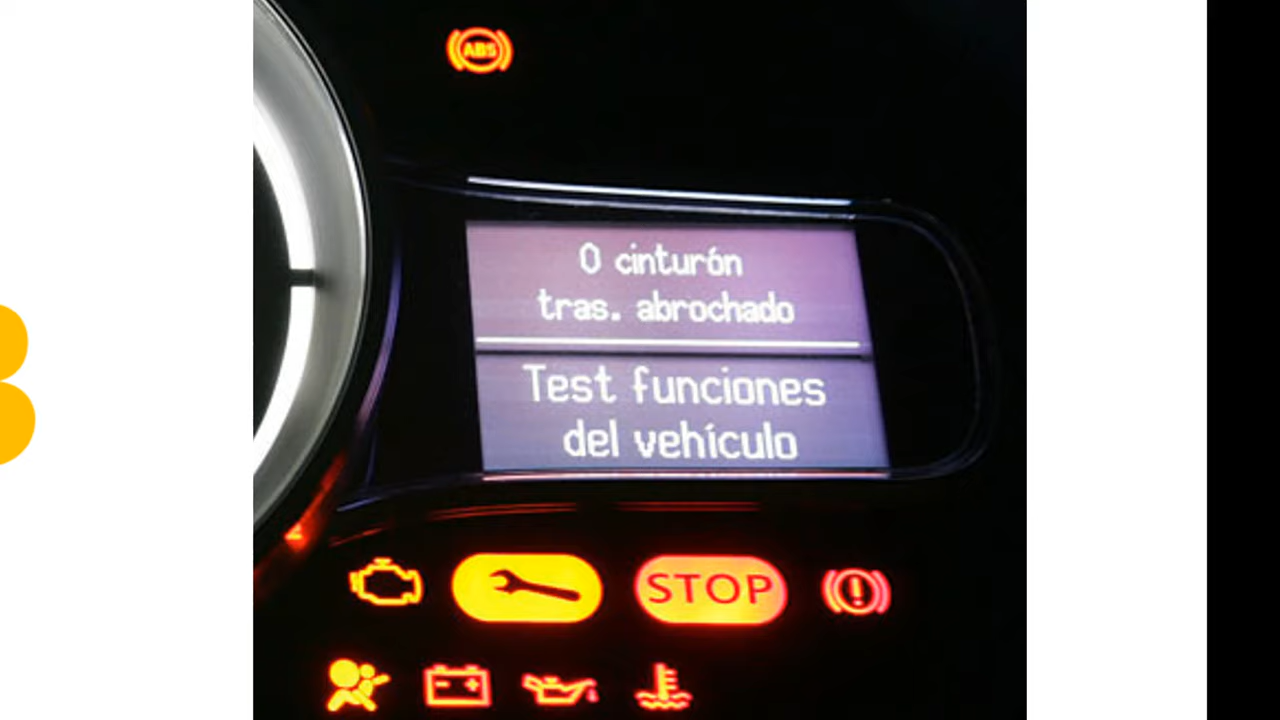 ABS
0 cinturón
tras. abrochado
Test funciones
del vehículo
STOP